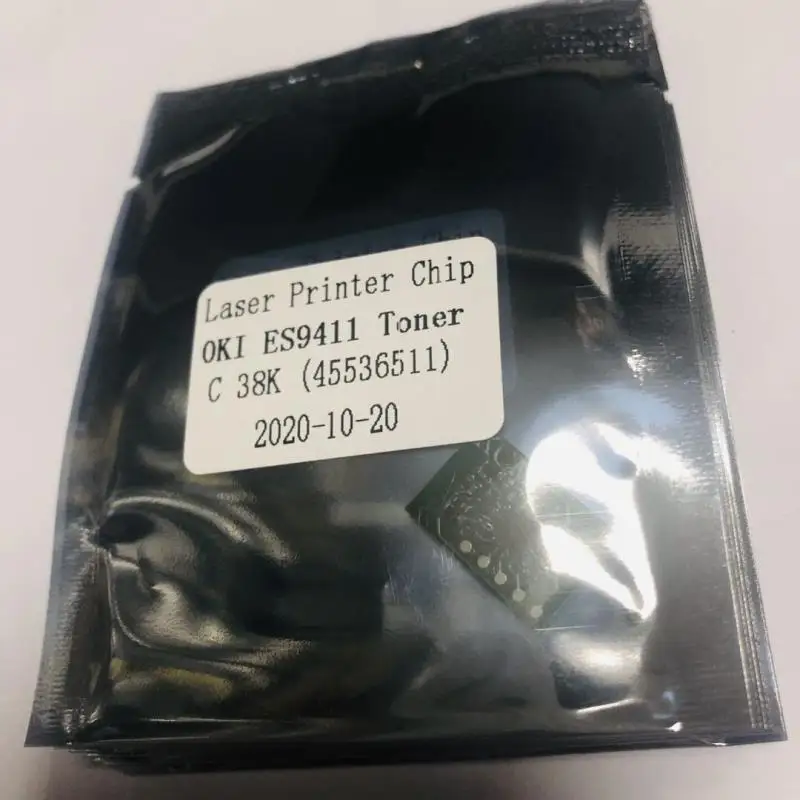 Laser Printer Chip
OKI ES9411 Toner
C 38K (45536511)
2020-10-20